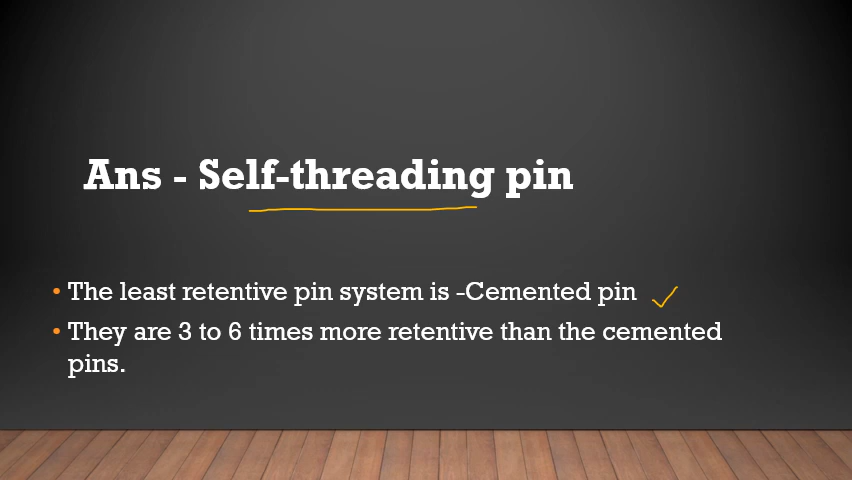 Ans - Self-threading pin
• The least retentive pin system is -Cemented pin
• They are 3 to 6 times more retentive than the cemented
pins.